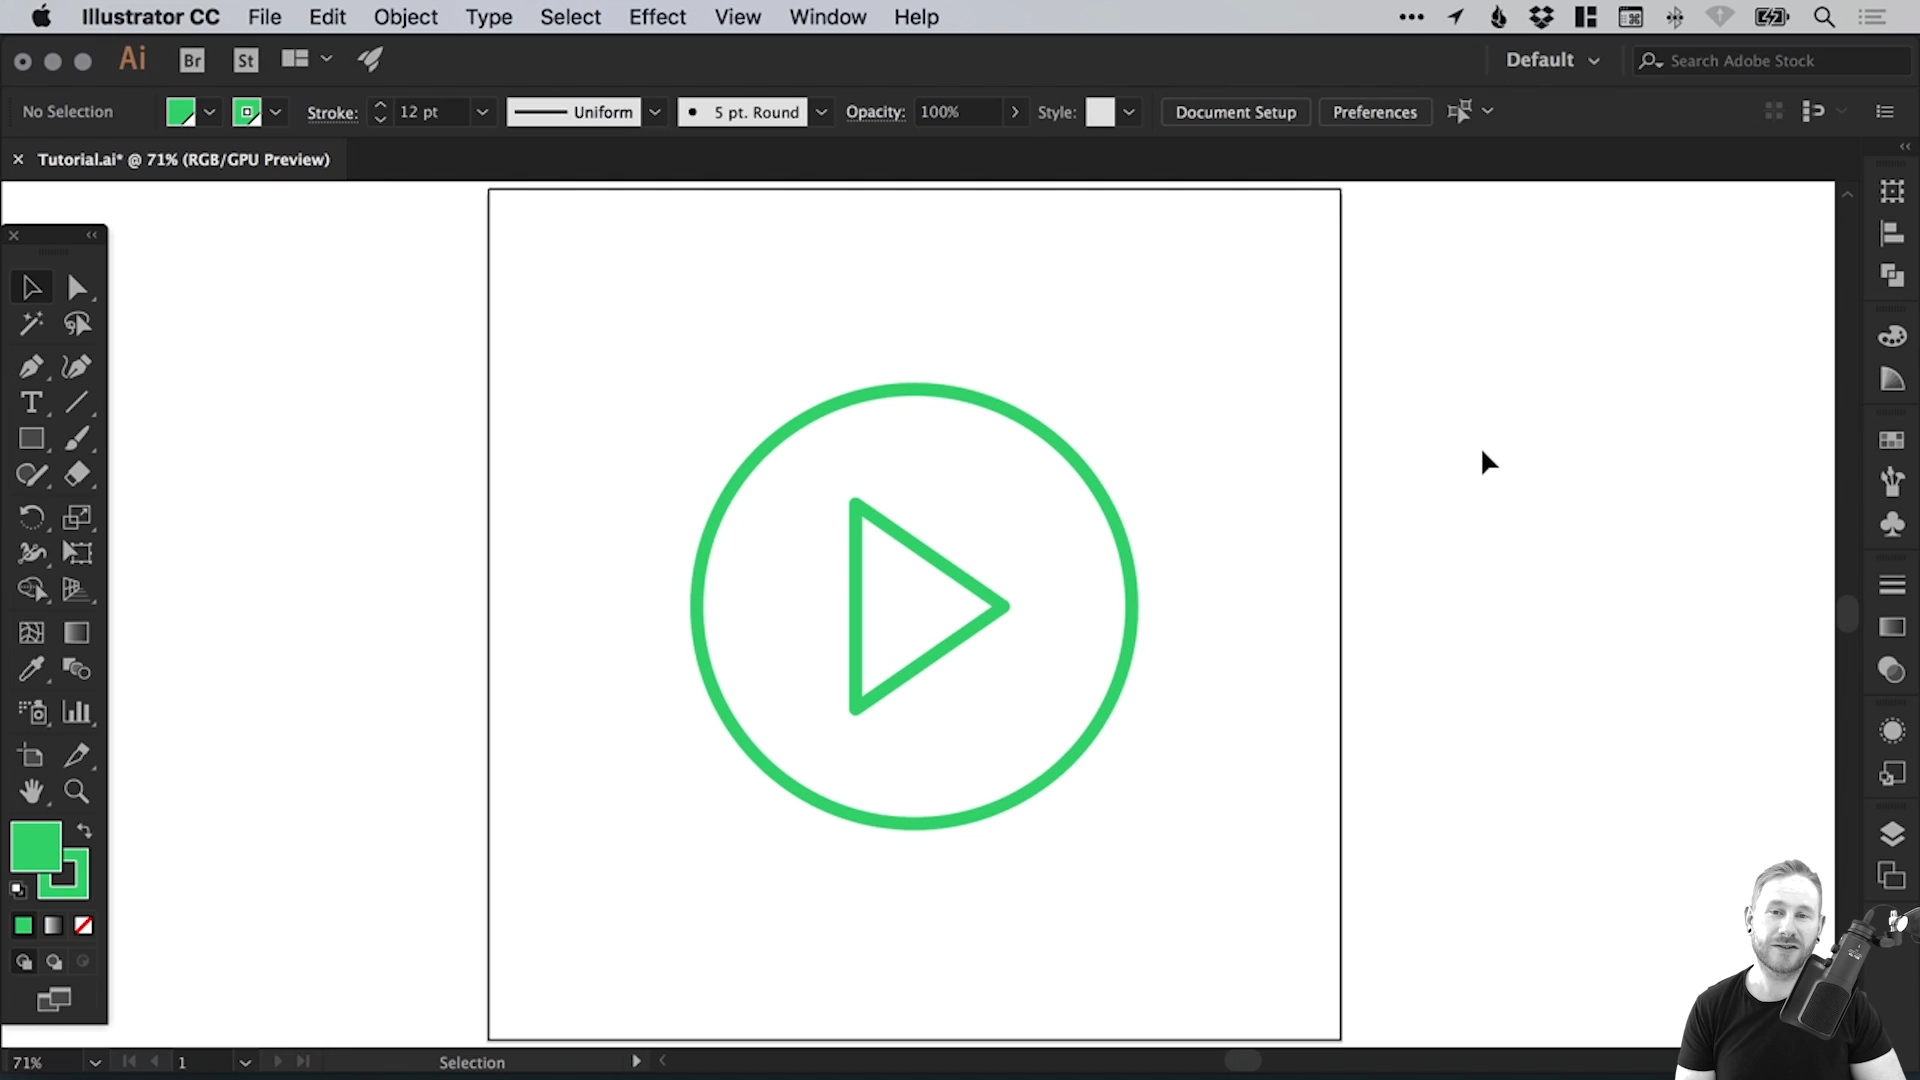 Illustrator CC File Edit Object Type Select Effect View Window Help
Ai Br St Default Search Adobe Stock
No Selection Stroke: 12 pt Uniform 5 pt. Round Opacity: 100% Style: Document Setup Preferences
Tutorial.ai* @ 71% (RGB/GPU Preview)
71% 1 Selection